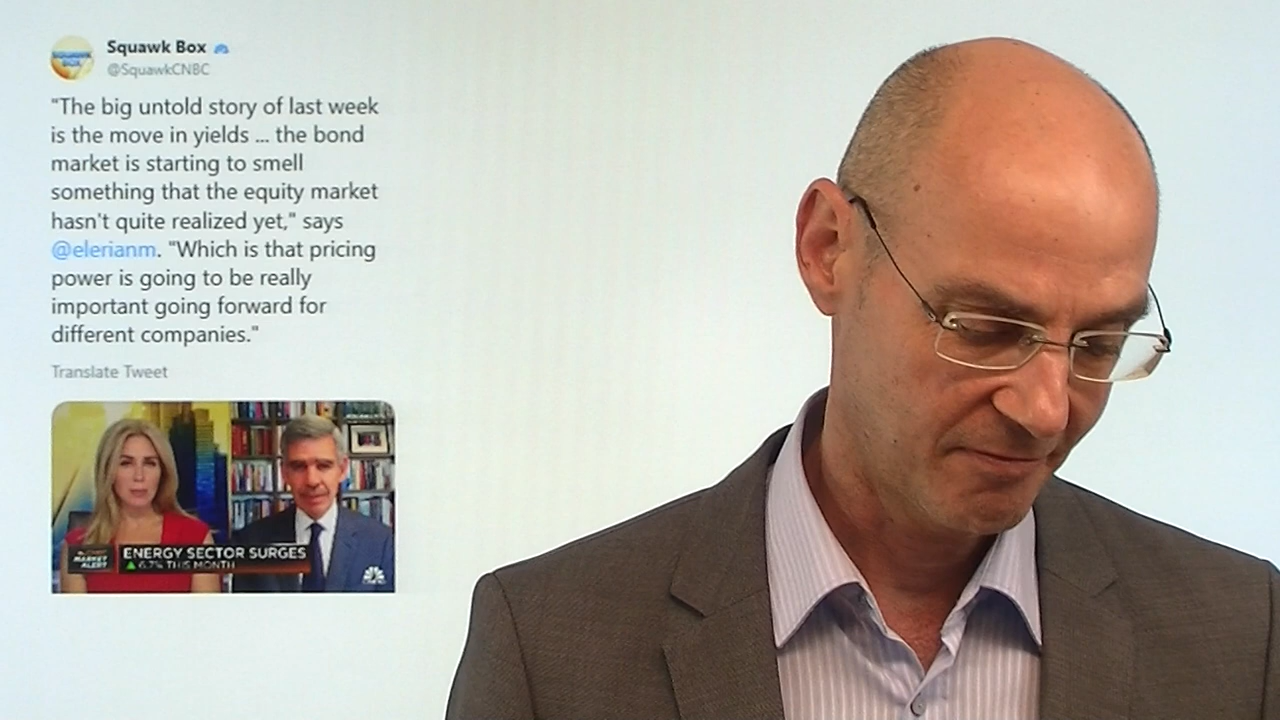 Squawk Box
@SquawkCNBC
"The big untold story of last week
is the move in yields ... the bond
market is starting to smell
something that the equity market
hasn't quite realized yet," says
@elerianm. "Which is that pricing
power is going to be really
important going forward for
different companies."
Translate Tweet
MARKET
ALERT
ENERGY SECTOR SURGES
6.7% THIS MONTH